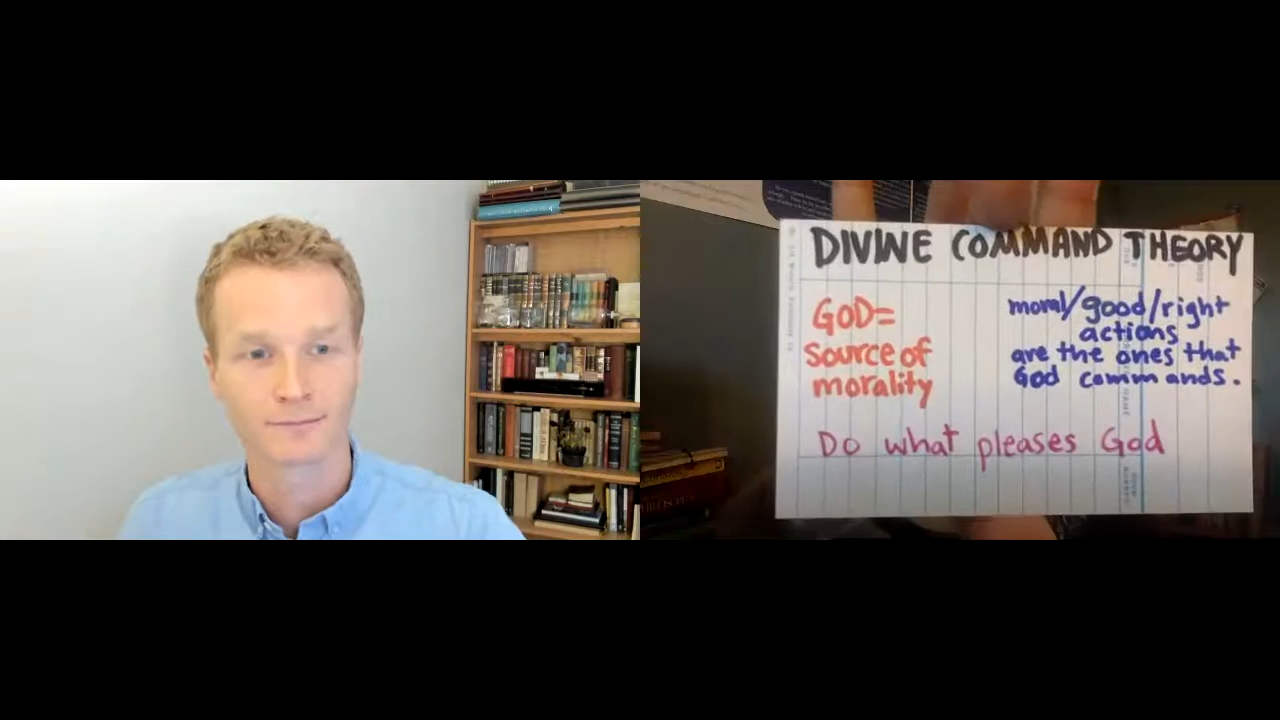 DIVINE COMMAND THEORY
GOD=
source of
morality
moral/good/right
actions
are the ones that
God commands.
Do what pleases God